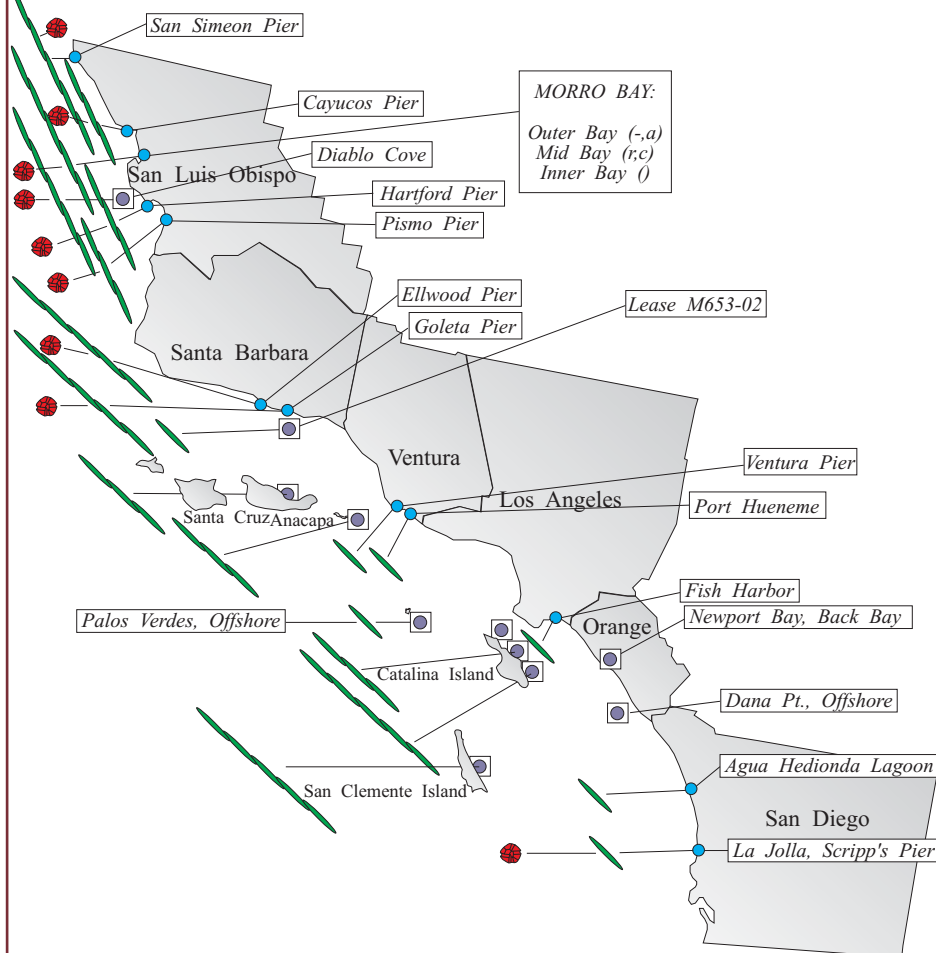 San Simeon Pier
MORRO BAY:
Outer Bay (-,a)
Mid Bay (r,c)
Inner Bay ()
Cayucos Pier
Diablo Cove
San Luis Obispo
Hartford Pier
Pismo Pier
Ellwood Pier
Lease M653-02
Goleta Pier
Santa Barbara
Ventura
Ventura Pier
Los Angeles
Port Hueneme
Santa Cruz
Anacapa
Fish Harbor
Palos Verdes, Offshore
Orange
Newport Bay, Back Bay
Catalina Island
Dana Pt., Offshore
Agua Hedionda Lagoon
San Clemente Island
San Diego
La Jolla, Scripp's Pier